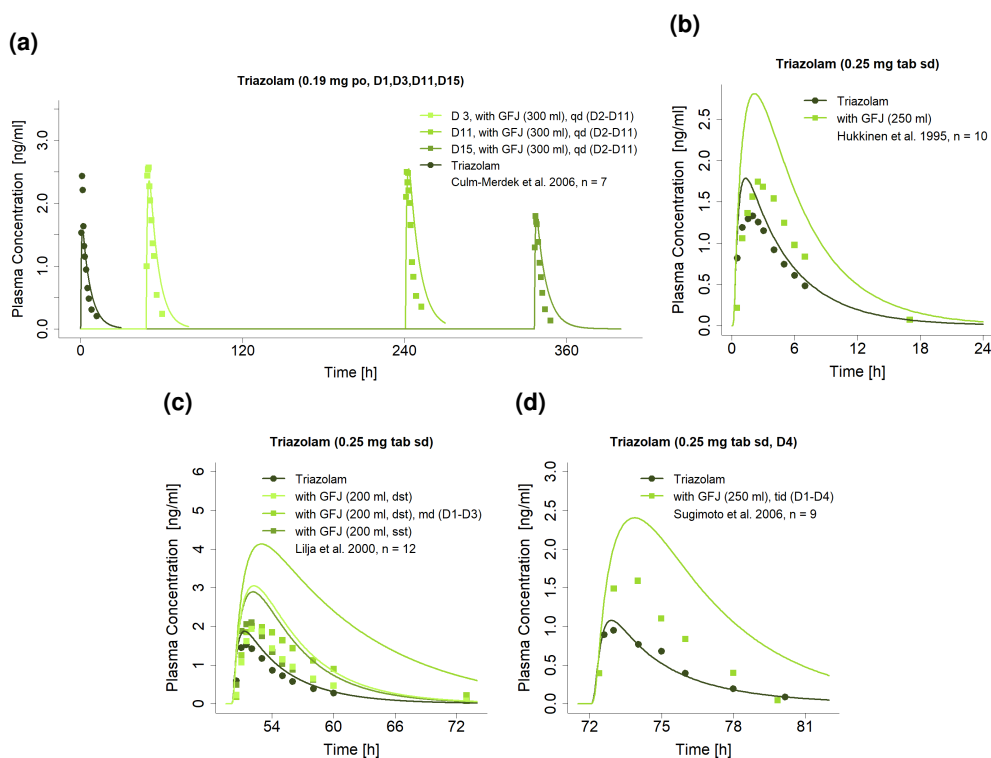 (a)
Triazolam (0.19 mg po, D1,D3,D11,D15)
Plasma Concentration [ng/ml]
3.0
2.0
1.0
0.0
D 3, with GFJ (300 ml), qd (D2-D11)
D11, with GFJ (300 ml), qd (D2-D11)
D15, with GFJ (300 ml), qd (D2-D11)
Triazolam
Culm-Merdek et al. 2006, n = 7
0 120 240 360
Time [h]
(b)
Triazolam (0.25 mg tab sd)
Plasma Concentration [ng/ml]
2.5
2.0
1.5
1.0
0.5
0.0
Triazolam
with GFJ (250 ml)
Hukkinen et al. 1995, n = 10
0 6 12 18 24
Time [h]
(c)
Triazolam (0.25 mg tab sd)
Plasma Concentration [ng/ml]
6
5
4
3
2
1
0
Triazolam
with GFJ (200 ml, dst)
with GFJ (200 ml, dst), md (D1-D3)
with GFJ (200 ml, sst)
Lilja et al. 2000, n = 12
54 60 66 72
Time [h]
(d)
Triazolam (0.25 mg tab sd, D4)
Plasma Concentration [ng/ml]
3.0
2.5
2.0
1.5
1.0
0.5
0.0
Triazolam
with GFJ (250 ml), tid (D1-D4)
Sugimoto et al. 2006, n = 9
72 75 78 81
Time [h]